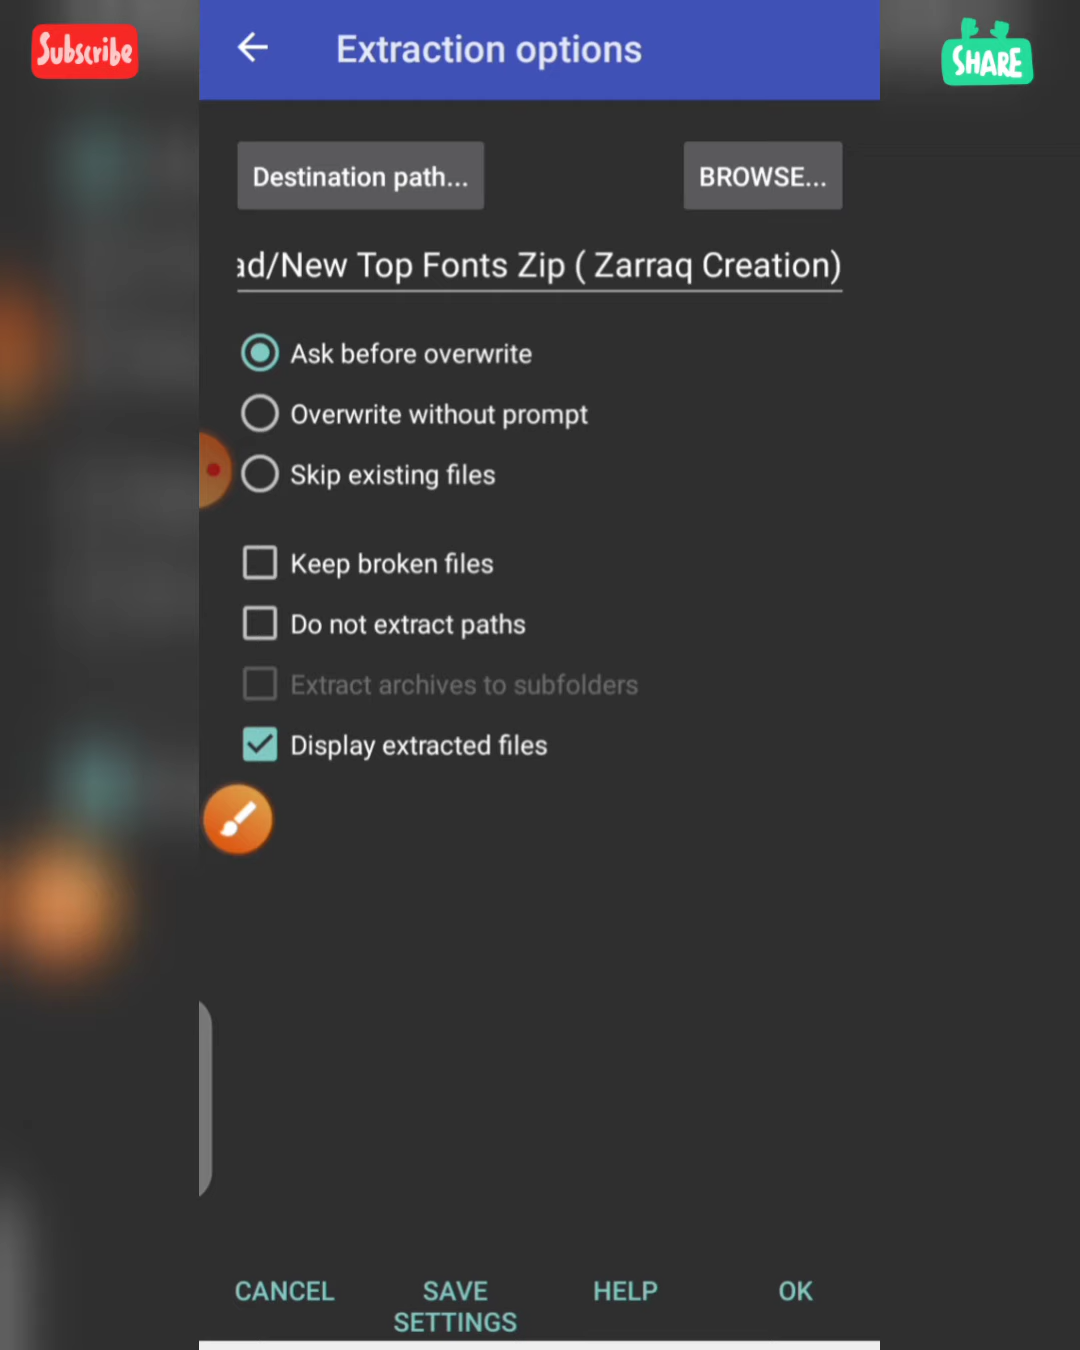 Subscribe
SHARE
Extraction options
Destination path...
BROWSE...
ad/New Top Fonts Zip ( Zarraq Creation)
Ask before overwrite
Overwrite without prompt
Skip existing files
Keep broken files
Do not extract paths
Extract archives to subfolders
Display extracted files
CANCEL
SAVE
SETTINGS
HELP
OK